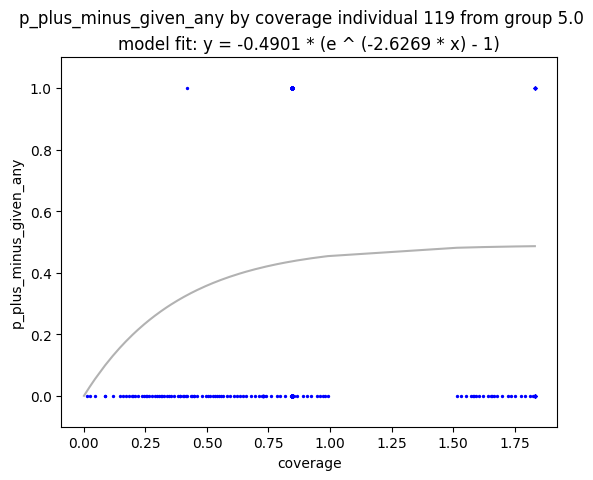 p_plus_minus_given_any by coverage individual 119 from group 5.0
model fit: y = -0.4901 * (e ^ (-2.6269 * x) - 1)
1.0
0.8
0.6
0.4
0.2
0.0
p_plus_minus_given_any
0.00 0.25 0.50 0.75 1.00 1.25 1.50 1.75
coverage